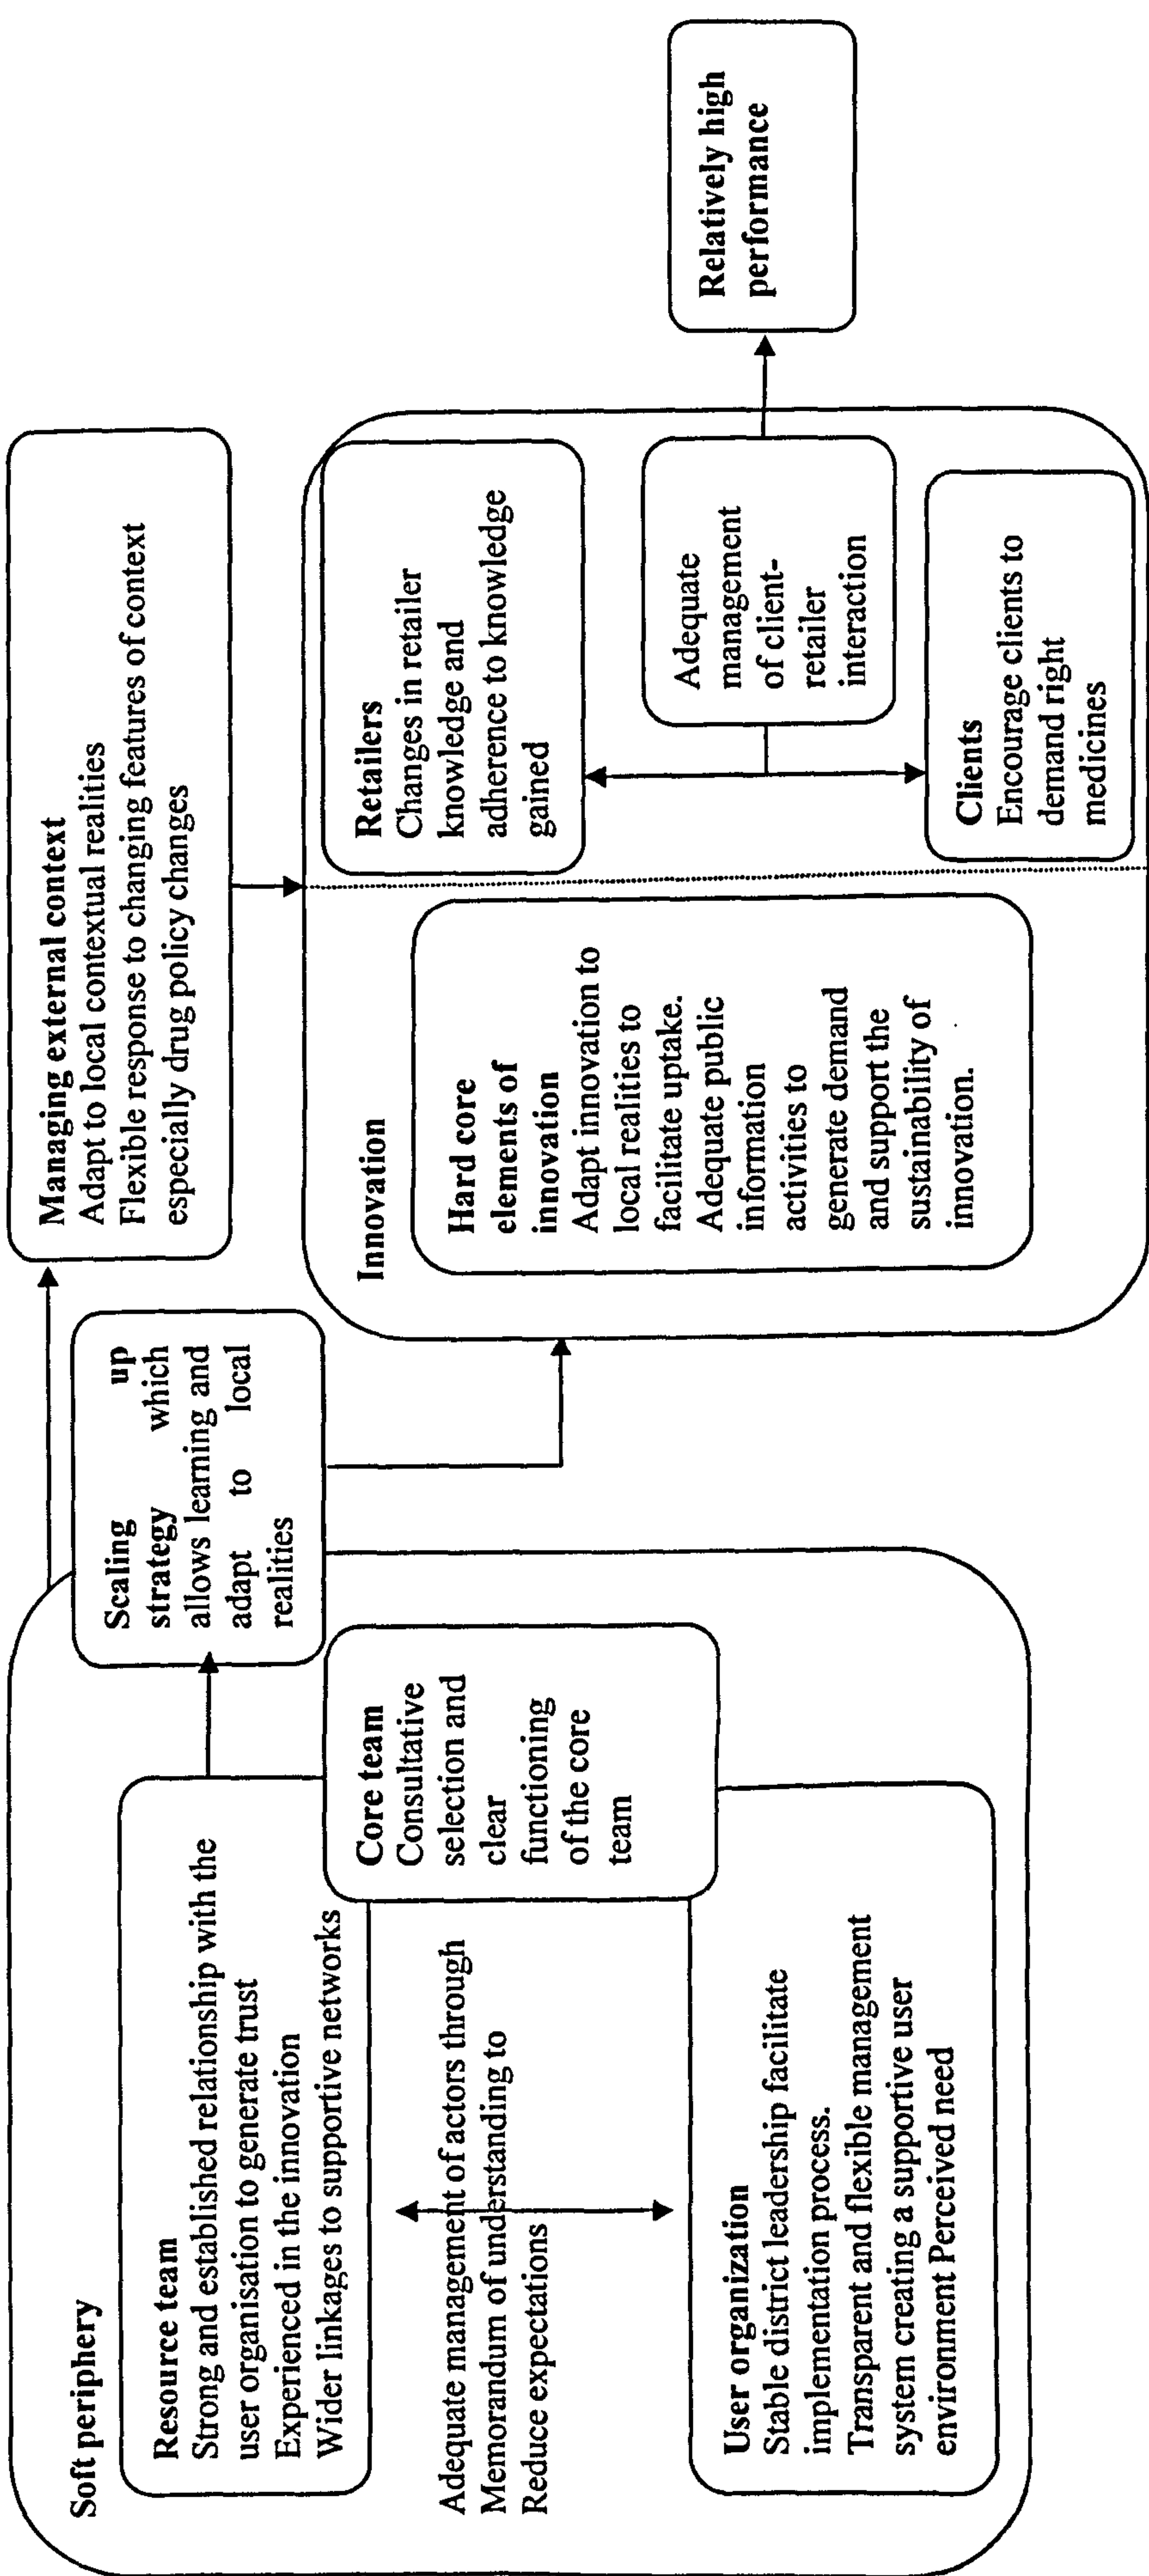 Soft periphery
Resource team
Strong and established relationship with the
user organisation to generate trust
Experienced in the innovation
Wider linkages to supportive networks
Adequate management of actors through
Memorandum of understanding to
Reduce expectations
User organization
Stable district leadership facilitate
implementation process.
Transparent and flexible management
system creating a supportive user
environment Perceived need
Core team
Consultative
selection and
clear
functioning
of the core
team
Scaling up
strategy which
allows learning and
adapt to local
realities
Managing external context
Adapt to local contextual realities
Flexible response to changing features of context
especially drug policy changes
Innovation
Hard core
elements of
innovation
Adapt innovation to
local realities to
facilitate uptake.
Adequate public
information
activities to
generate demand
and support the
sustainability of
innovation.
Retailers
Changes in retailer
knowledge and
adherence to knowledge
gained
Adequate
management
of client-
retailer
interaction
Clients
Encourage clients to
demand right
medicines
Relatively high
performance